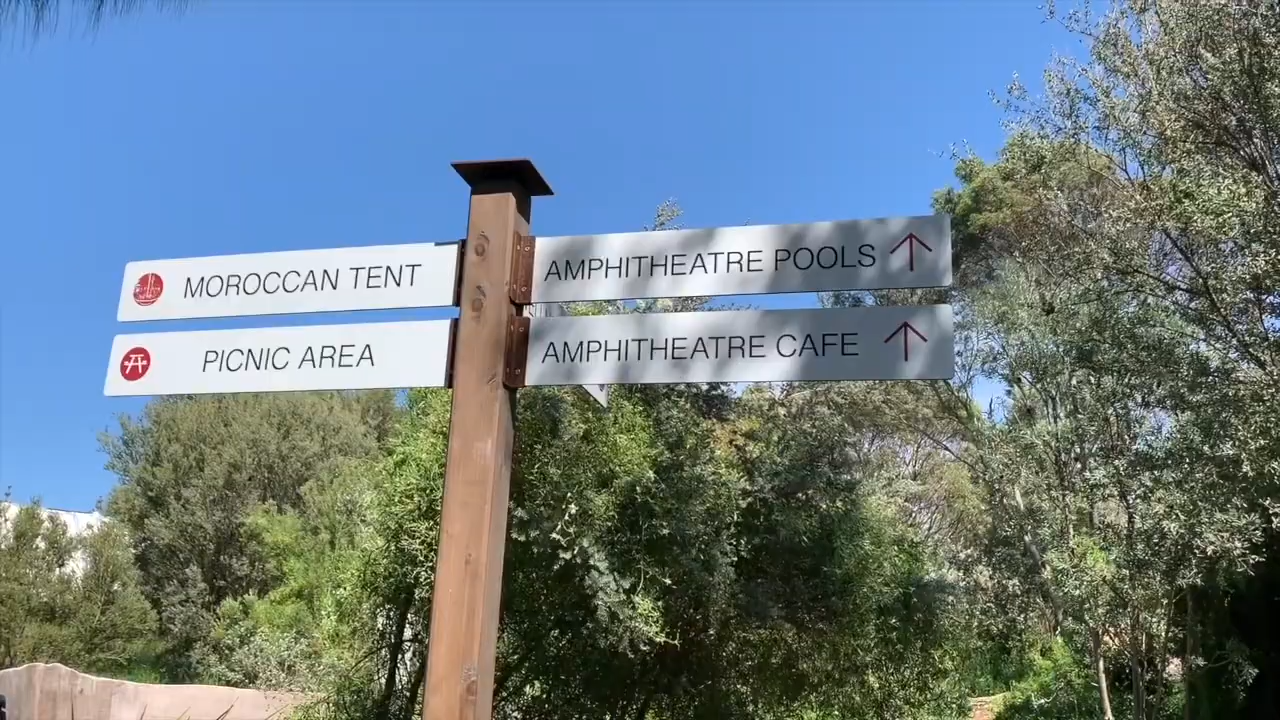 MOROCCAN TENT
PICNIC AREA
AMPHITHEATRE POOLS
AMPHITHEATRE CAFE